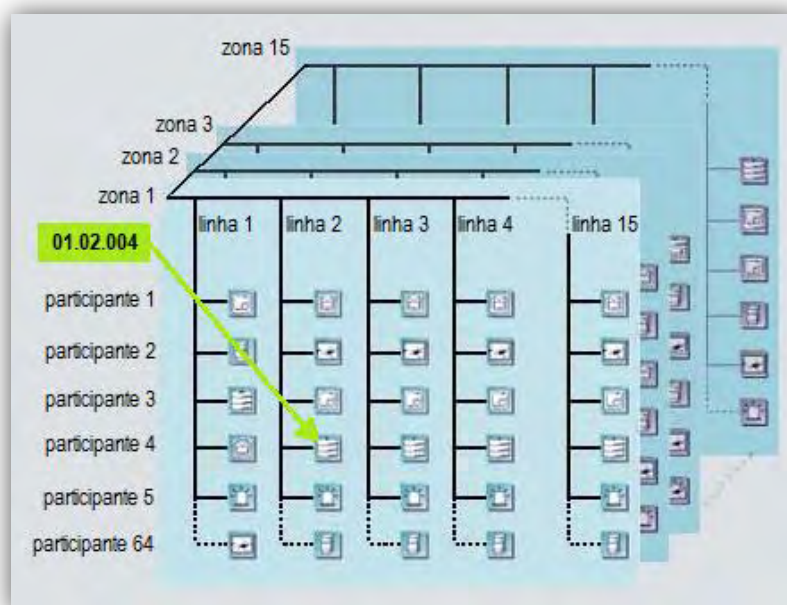 zona 15
zona 3
zona 2
zona 1
linha 1 linha 2 linha 3 linha 4 linha 15
01.02.004
participante 1
participante 2
participante 3
participante 4
participante 5
participante 64